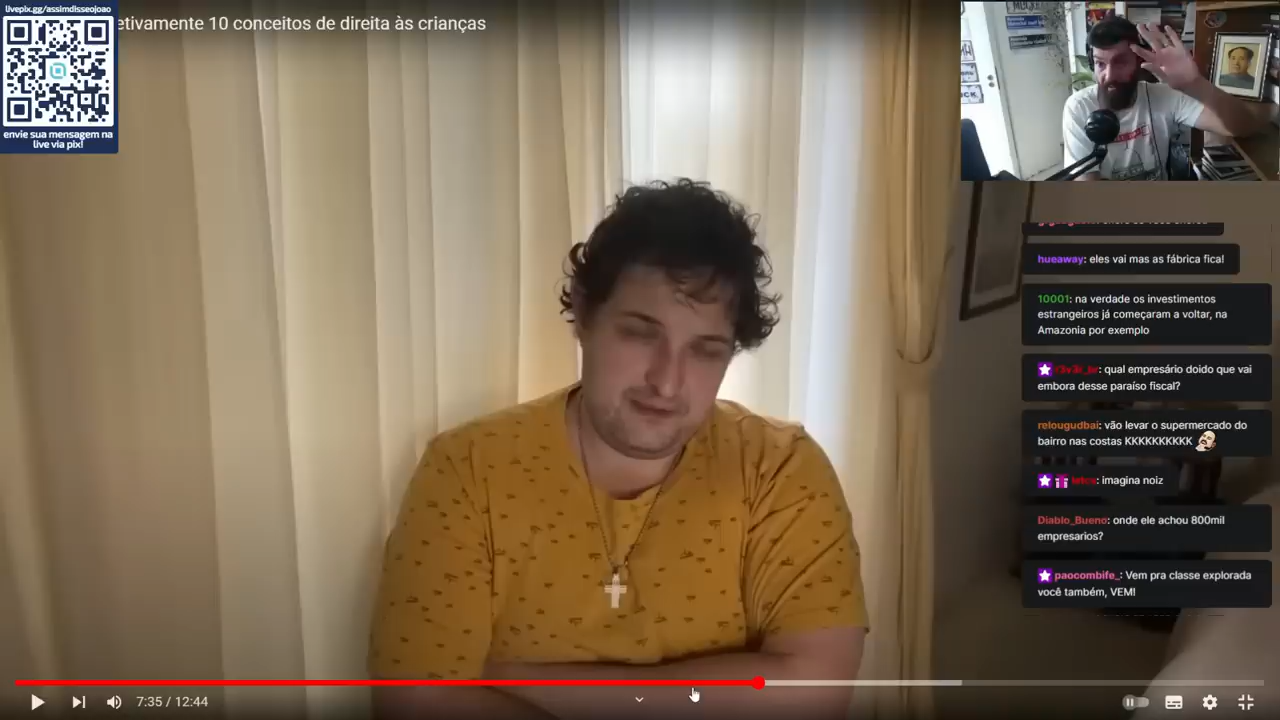 livepix.gg/assimdisseojoao
etivamente 10 conceitos de direita às crianças
envie sua mensagem na
live via pix!
hueaway: eles vai mas as fábrica fica!
10001: na verdade os investimentos
estrangeiros já começaram a voltar, na
Amazonia por exemplo
: qual empresário doido que vai
embora desse paraíso fiscal?
relougudbai: vão levar o supermercado do
bairro nas costas KKKKKKKKKK
: imagina noiz
Diablo_Bueno: onde ele achou 800mil
empresarios?
paocombife_: Vem pra classe explorada
você também, VEM!
7:35 / 12:44